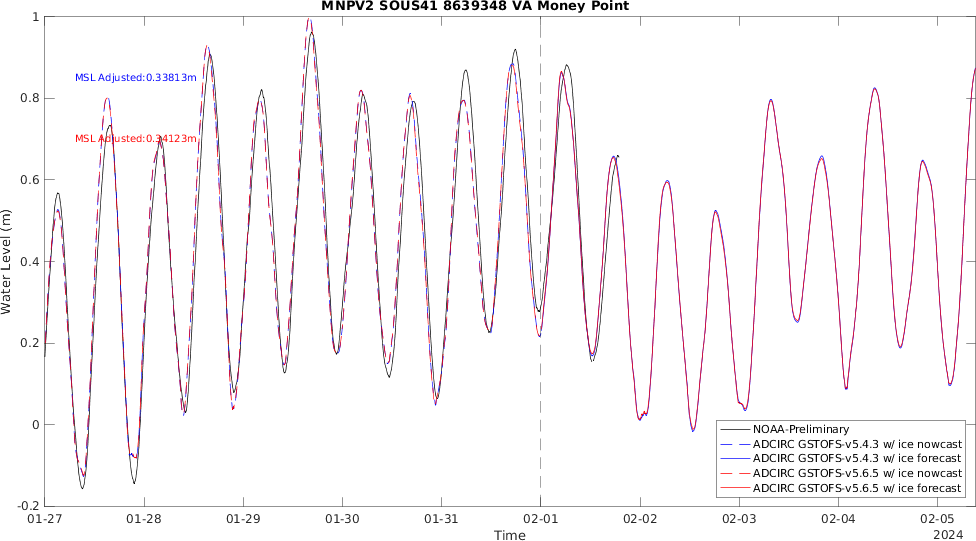 MNPV2 SOUS41 8639348 VA Money Point
1
0.8
0.6
0.4
0.2
0
-0.2
Water Level (m)
MSL Adjusted:0.33813m
MSL Adjusted:0.34123m
NOAA-Preliminary
ADCIRC GSTOFS-v5.4.3 w/ ice nowcast
ADCIRC GSTOFS-v5.4.3 w/ ice forecast
ADCIRC GSTOFS-v5.6.5 w/ ice nowcast
ADCIRC GSTOFS-v5.6.5 w/ ice forecast
01-27 01-28 01-29 01-30 01-31 02-01 02-02 02-03 02-04 02-05
Time
2024